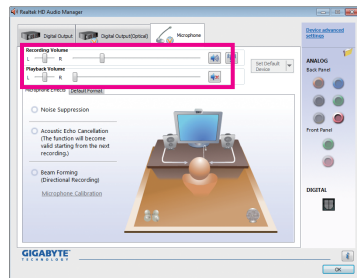 Realtek HD Audio Manager
Digital Output
Digital Output(Optical)
Microphone
Device advanced
settings
Recording Volume
L
R
Set Default
Device
Playback Volume
L
R
Microphone Effects
Default Format
ANALOG
Back Panel
Noise Suppression
Acoustic Echo Cancellation
(The function will become
valid starting from the next
recording.)
Front Panel
Beam Forming
(Directional Recording)
Microphone Calibration
DIGITAL
GIGABYTE
TECHNOLOGY
OK